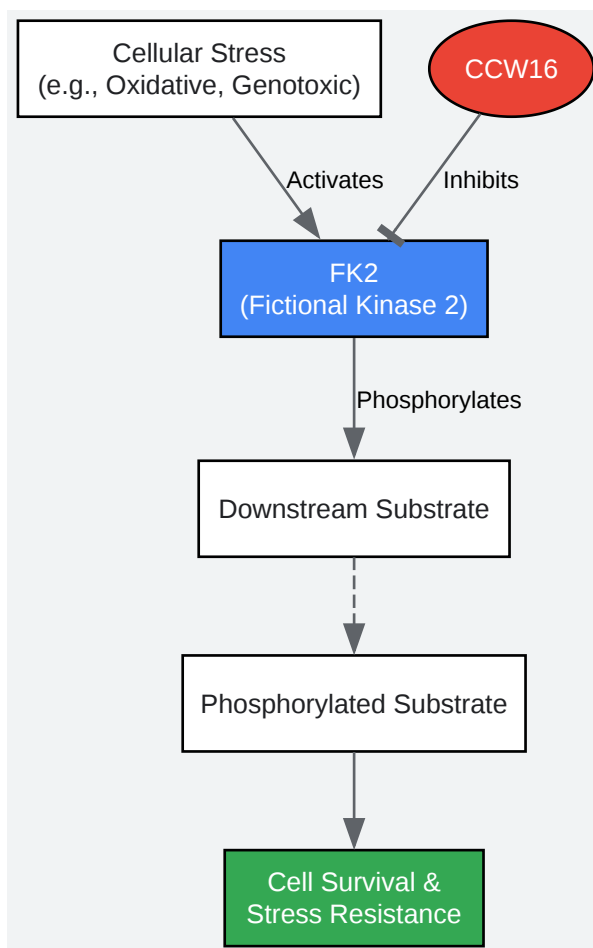 Cellular Stress
(e.g., Oxidative, Genotoxic)
CCW16
Activates
Inhibits
FK2
(Fictional Kinase 2)
Phosphorylates
Downstream Substrate
Phosphorylated Substrate
Cell Survival &
Stress Resistance